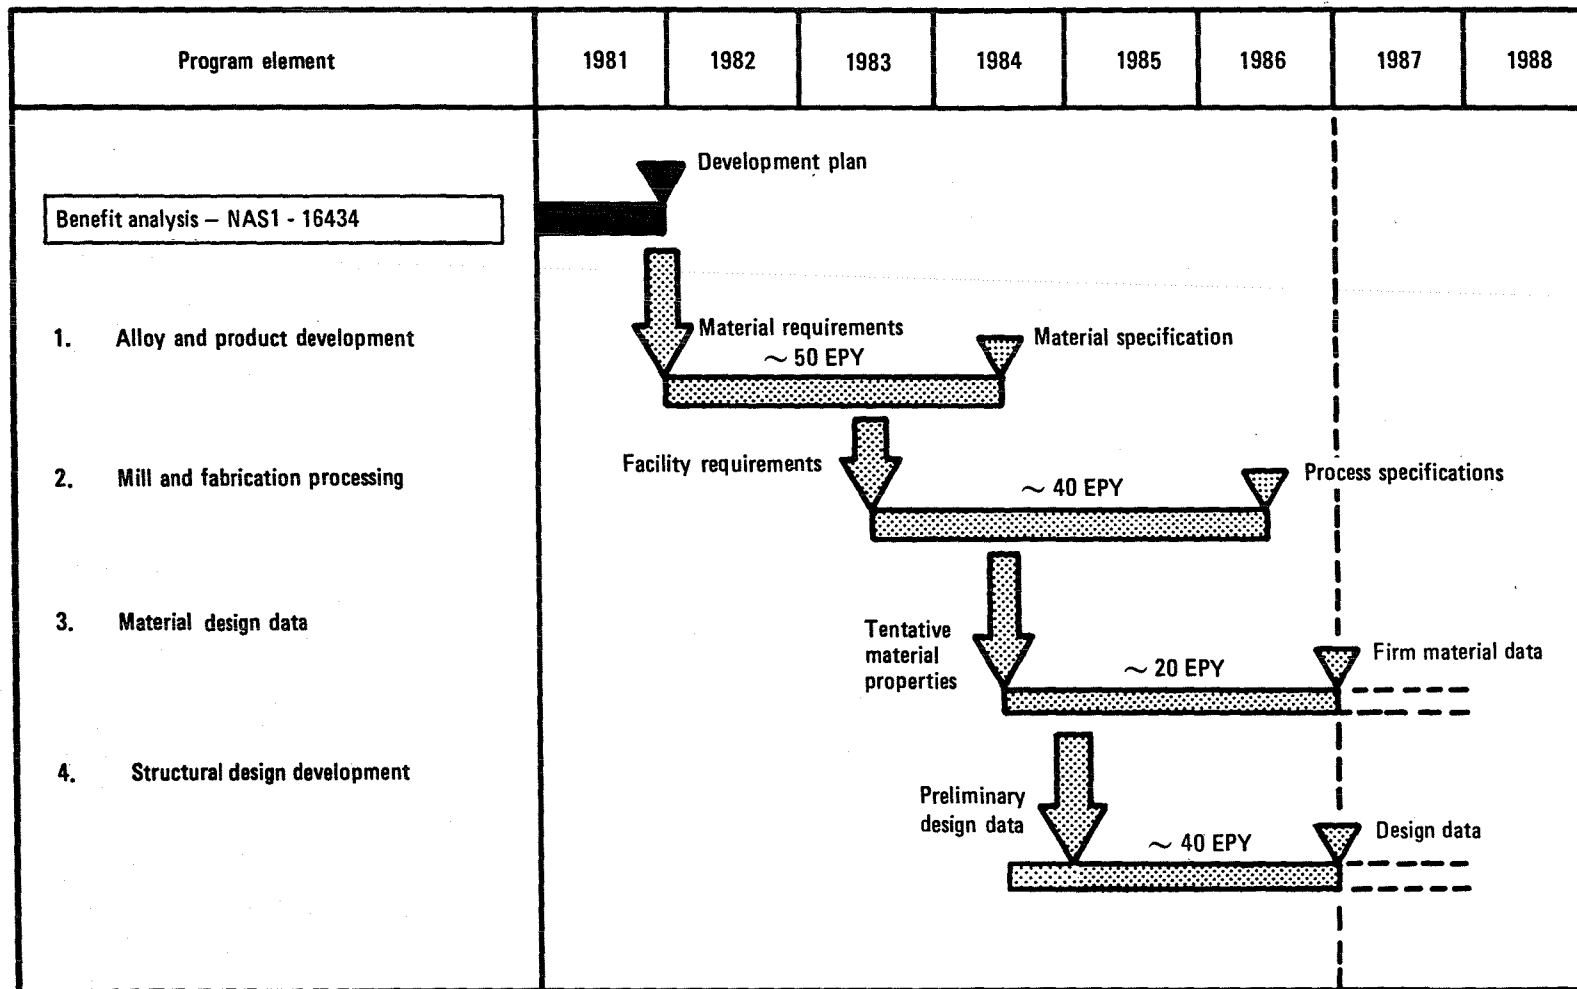 Program element 1981 1982 1983 1984 1985 1986 1987 1988
Development plan
Benefit analysis – NAS1 - 16434
1. Alloy and product development
Material requirements
~ 50 EPY
Material specification
2. Mill and fabrication processing
Facility requirements
~ 40 EPY
Process specifications
3. Material design data
Tentative
material
properties
~ 20 EPY
Firm material data
4. Structural design development
Preliminary
design data
~ 40 EPY
Design data